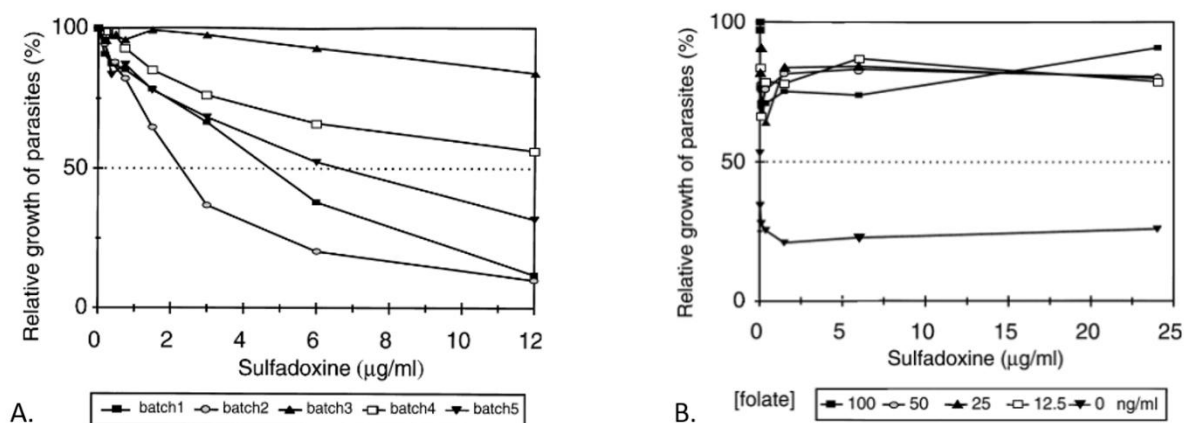 Relative growth of parasites (%)
100
50
0
0 2 4 6 8 10 12
Sulfadoxine (μg/ml)
A.
batch1 batch2 batch3 batch4 batch5
Relative growth of parasites (%)
100
50
0
0 5 10 15 20 25
Sulfadoxine (μg/ml)
B.
[folate] 100 50 25 12.5 0 ng/ml